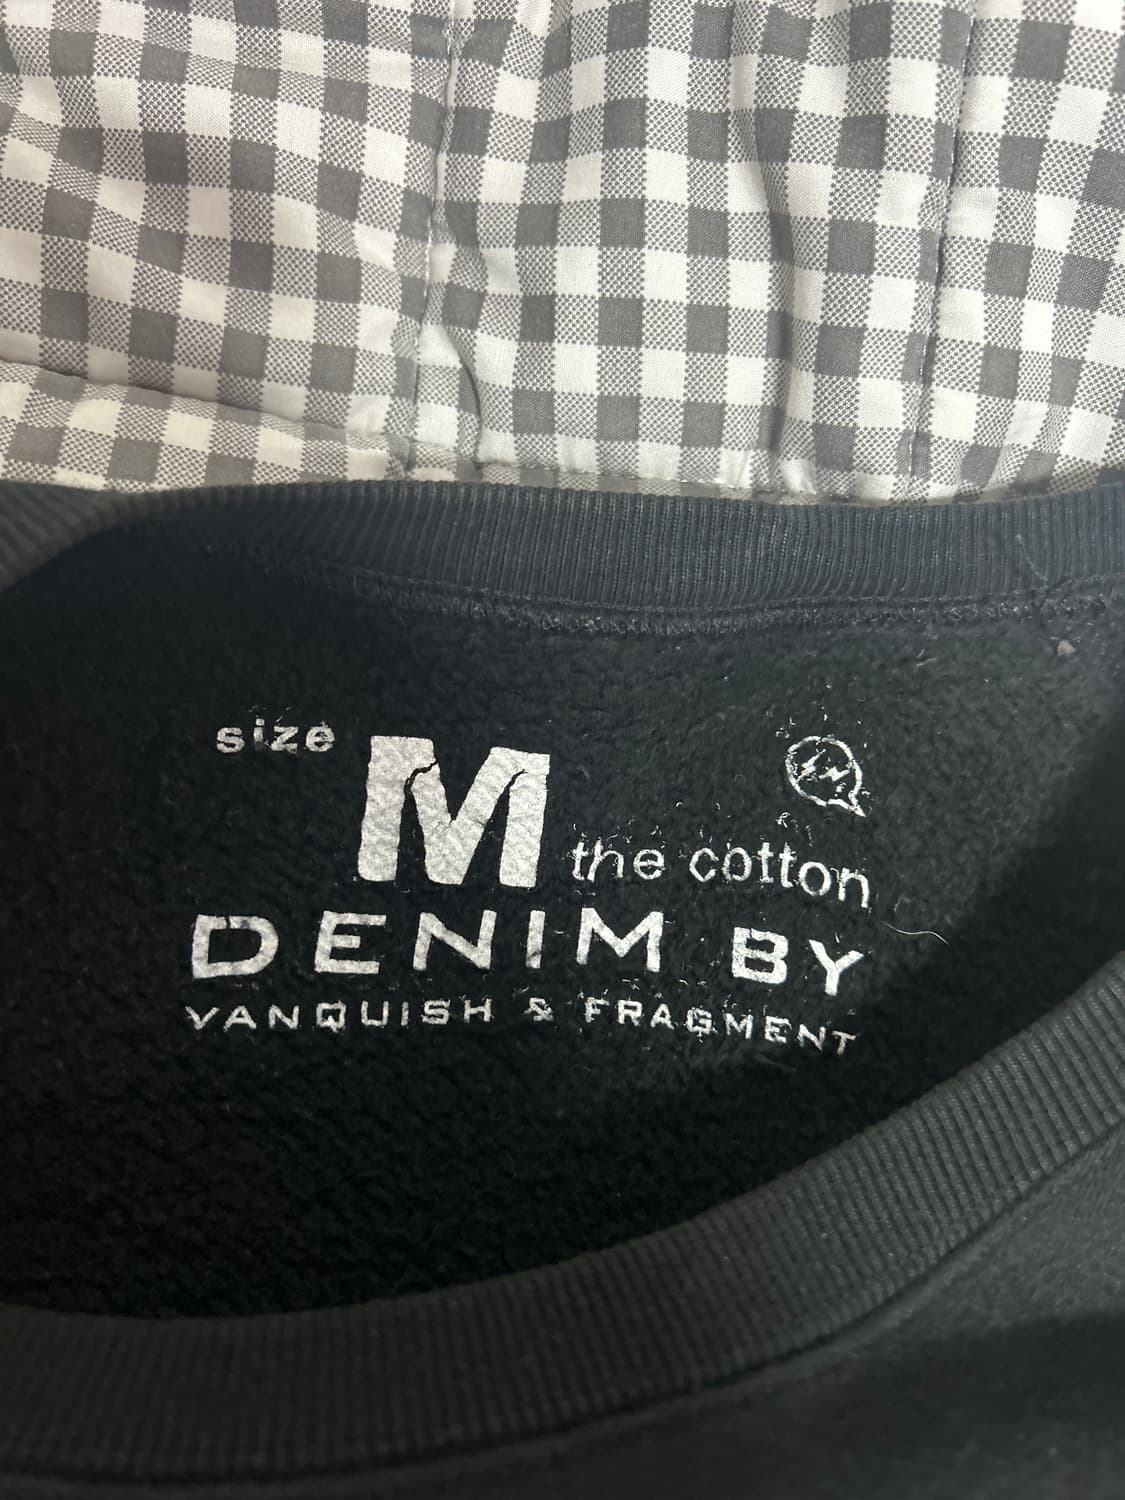 size M the cotton
DENIM BY
VANQUISH & FRAGMENT